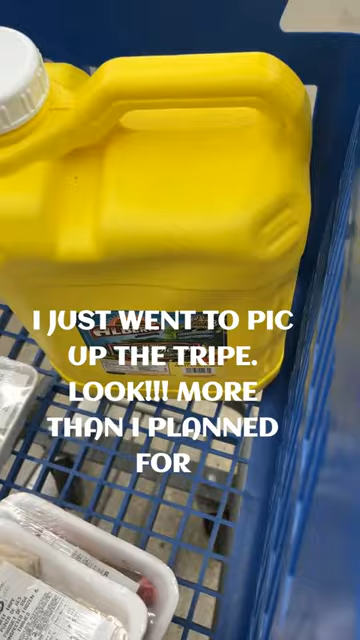 I JUST WENT TO PIC
UP THE TRIPE.
LOOK!!! MORE
THAN I PLANNED
FOR